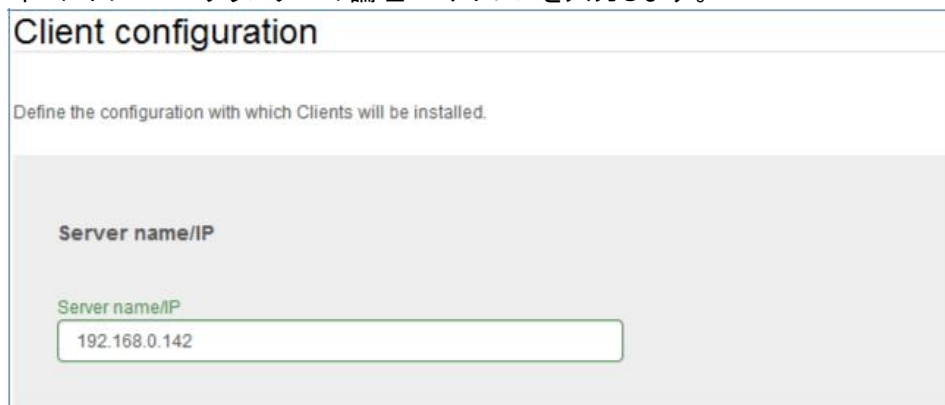 Client configuration
Define the configuration with which Clients will be installed.
Server name/IP
Server name/IP
192.168.0.142